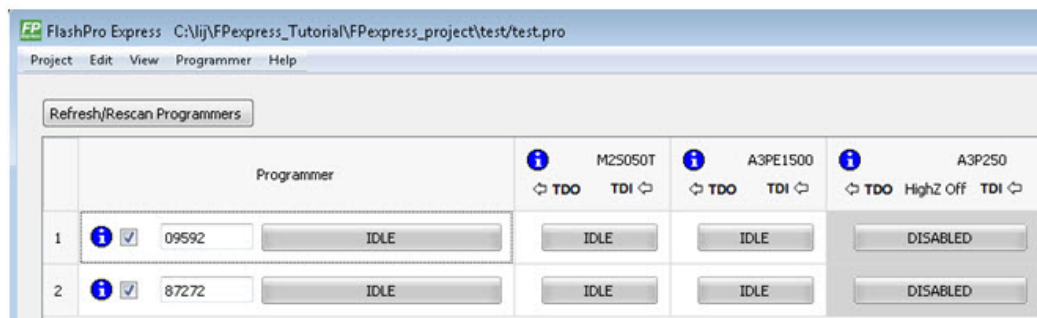 FP FlashPro Express C:\lij\FPexpress_Tutorial\FPexpress_project\test/test.pro
Project Edit View Programmer Help
Refresh/Rescan Programmers
Programmer
i M2S050T i A3PE1500 i A3P250
TDO TDI TDO TDI TDO HighZ Off TDI
1 i 09592 IDLE IDLE IDLE DISABLED
2 i 87272 IDLE IDLE IDLE DISABLED